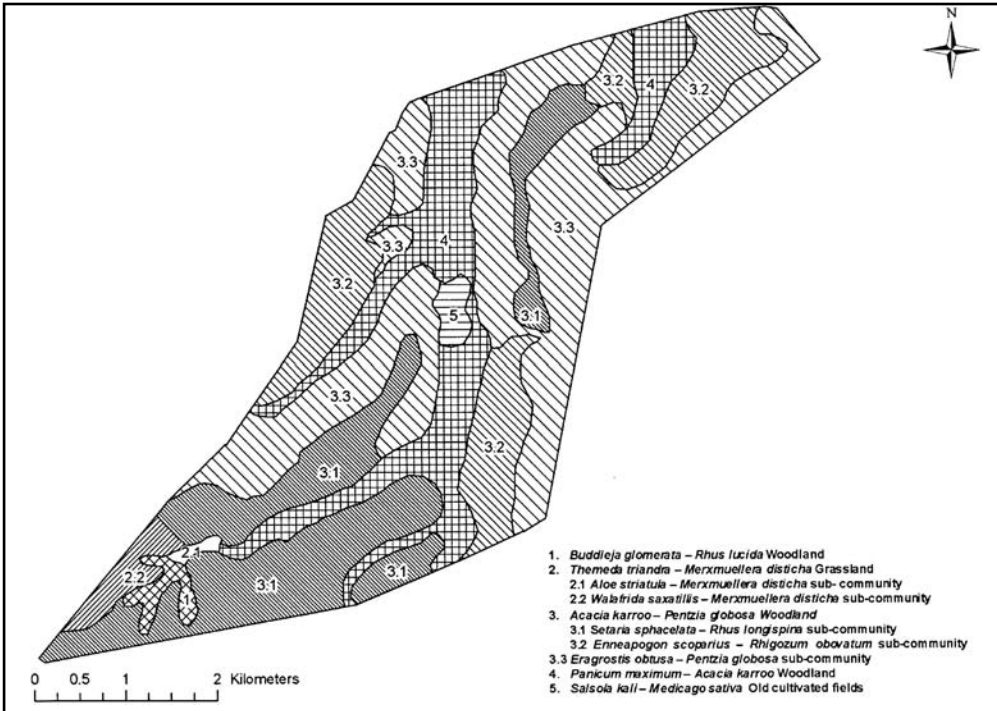 N
3.2
4
3.2
3.3
3.3
4
3.3
3.2
5
3.1
3.3
3.2
3.1
2.1
2.2
1
3.1
3.1
0 0.5 1 2 Kilometers
1. Buddleja glomerata – Rhus lucida Woodland
2. Themeda triandra – Merxmuellera disticha Grassland
2.1 Aloe striatula – Merxmuellera disticha sub- community
2.2 Walafrida saxatillis – Merxmuellera disticha sub-community
3. Acacia karroo – Pentzia globosa Woodland
3.1 Setaria sphacelata – Rhus longispina sub-community
3.2 Enneapogon scoparius – Rhigozum obovatum sub-community
3.3 Eragrostis obtusa – Pentzia globosa sub-community
4. Panicum maximum – Acacia karroo Woodland
5. Salsola kali – Medicago sativa Old cultivated fields